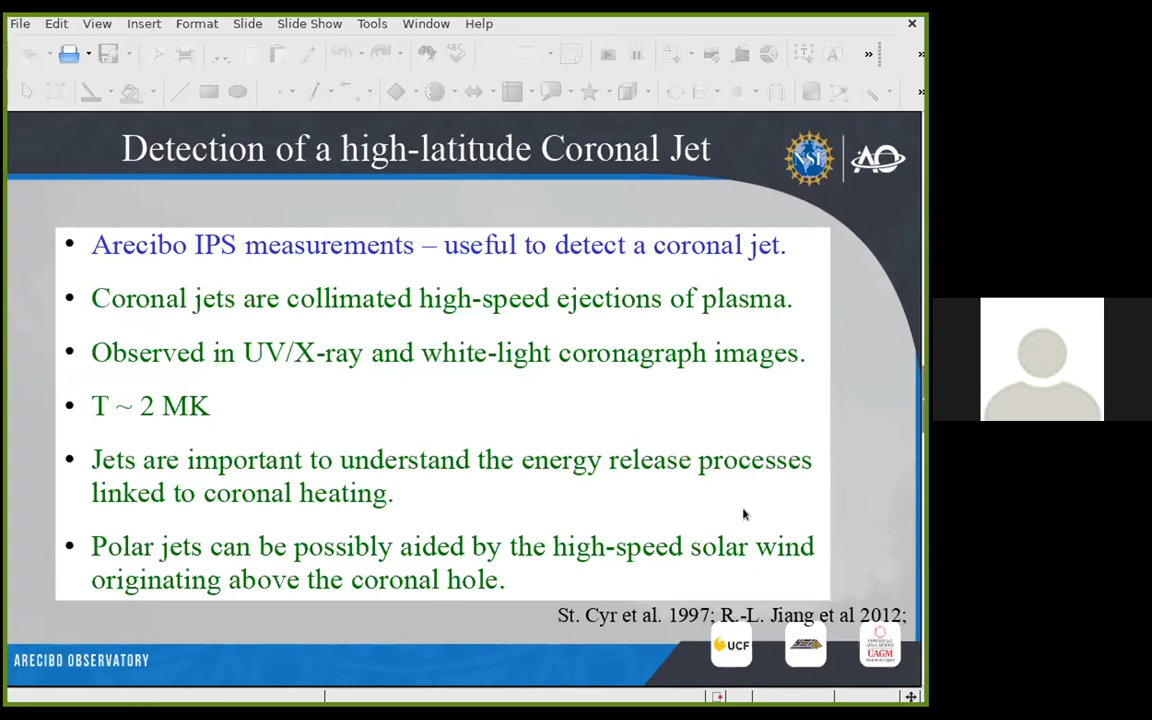 File Edit View Insert Format Slide Slide Show Tools Window Help
ABC
Detection of a high-latitude Coronal Jet
NSF
AO
• Arecibo IPS measurements – useful to detect a coronal jet.
• Coronal jets are collimated high-speed ejections of plasma.
• Observed in UV/X-ray and white-light coronagraph images.
• T ~ 2 MK
• Jets are important to understand the energy release processes
linked to coronal heating.
• Polar jets can be possibly aided by the high-speed solar wind
originating above the coronal hole.
St. Cyr et al. 1997; R.-L. Jiang et al 2012;
UCF
UAGM
ARECIBO OBSERVATORY